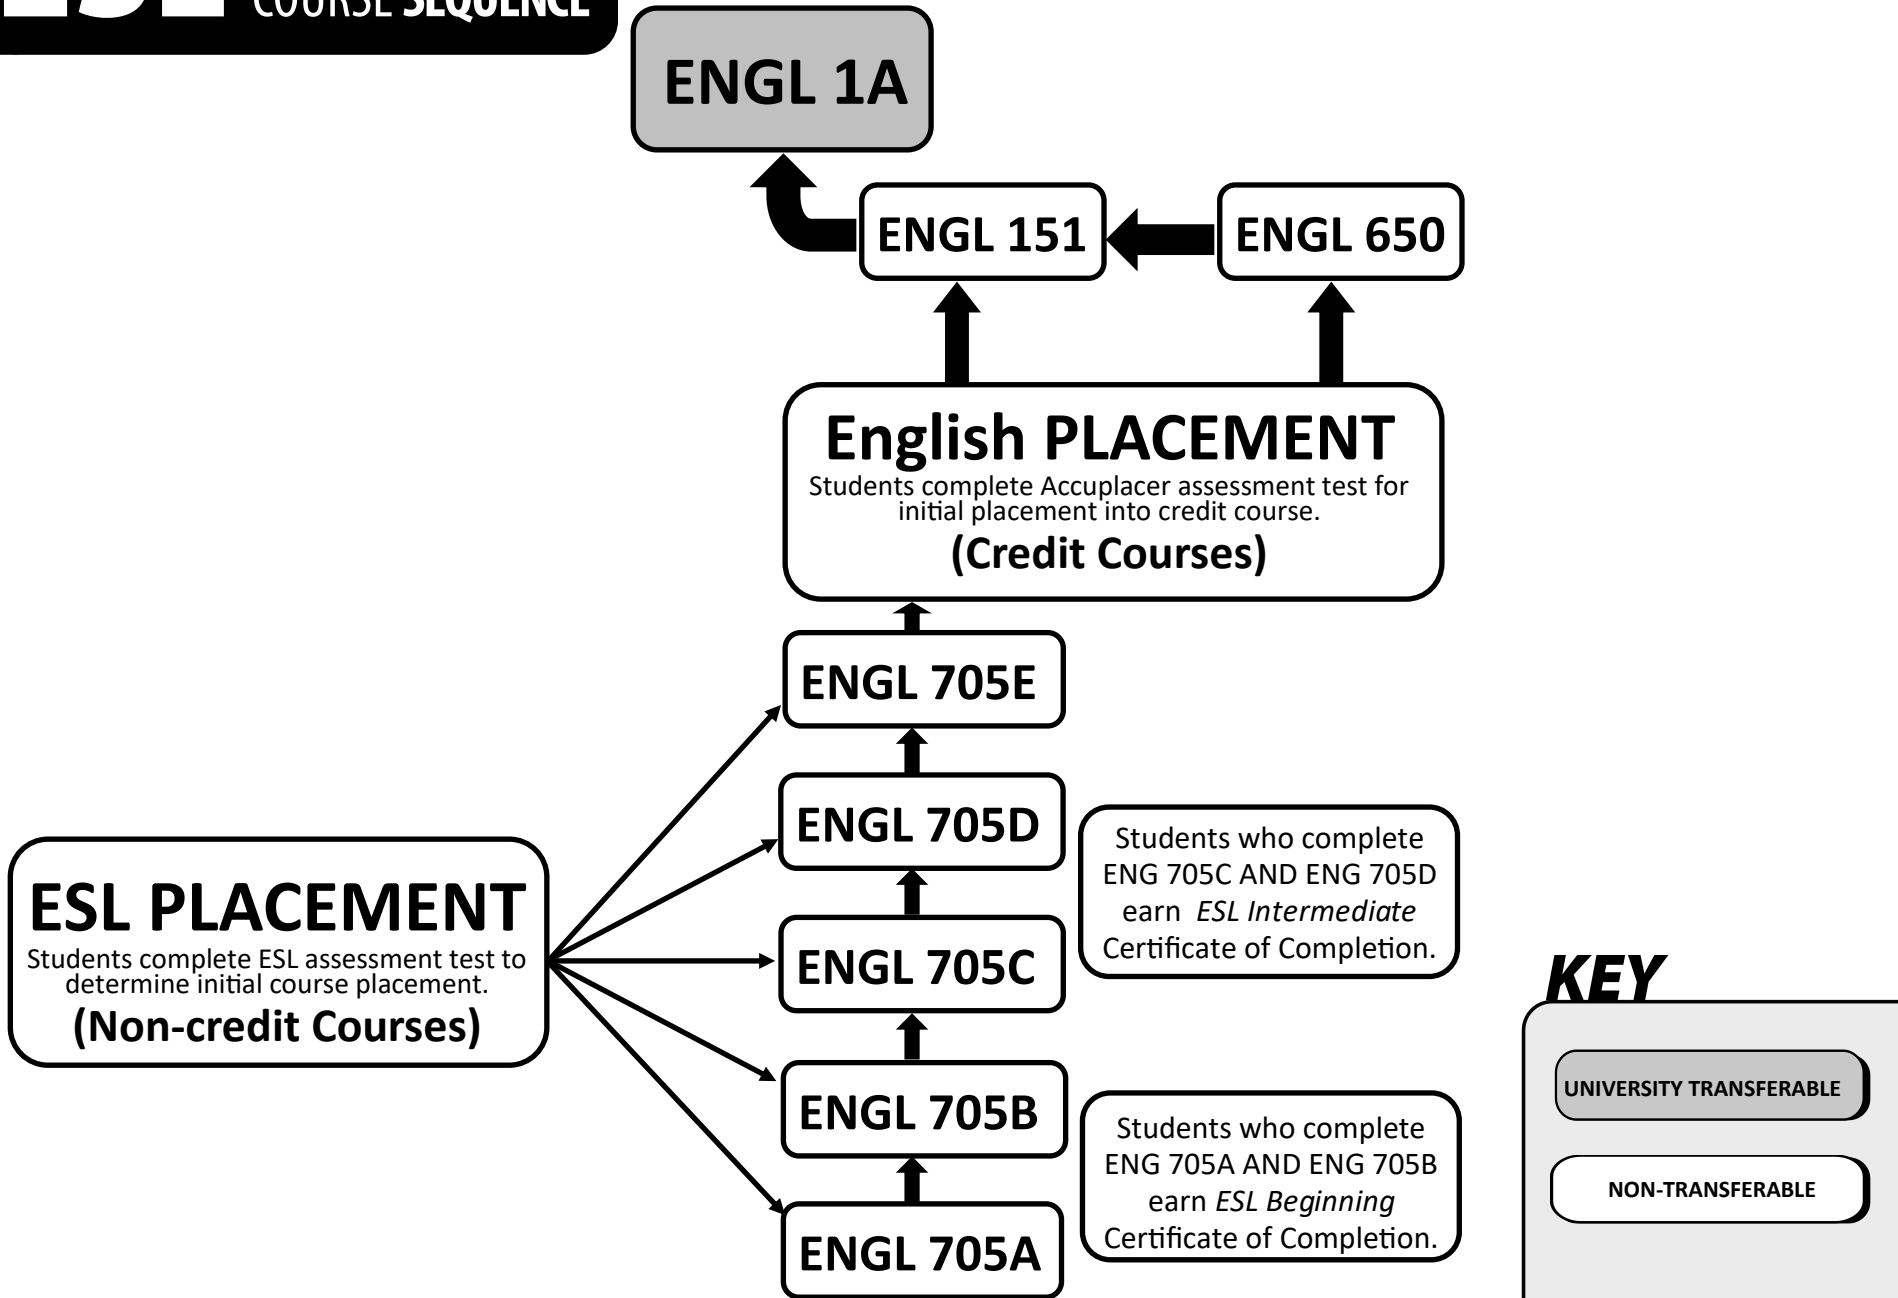 ESL COURSE SEQUENCE
ENGL 1A
ENGL 151
ENGL 650
English PLACEMENT
Students complete Accuplacer assessment test for
initial placement into credit course.
(Credit Courses)
ENGL 705E
ENGL 705D
Students who complete
ENG 705C AND ENG 705D
earn ESL Intermediate
Certificate of Completion.
ESL PLACEMENT
Students complete ESL assessment test to
determine initial course placement.
(Non-credit Courses)
ENGL 705C
ENGL 705B
Students who complete
ENG 705A AND ENG 705B
earn ESL Beginning
Certificate of Completion.
ENGL 705A
KEY
UNIVERSITY TRANSFERABLE
NON-TRANSFERABLE